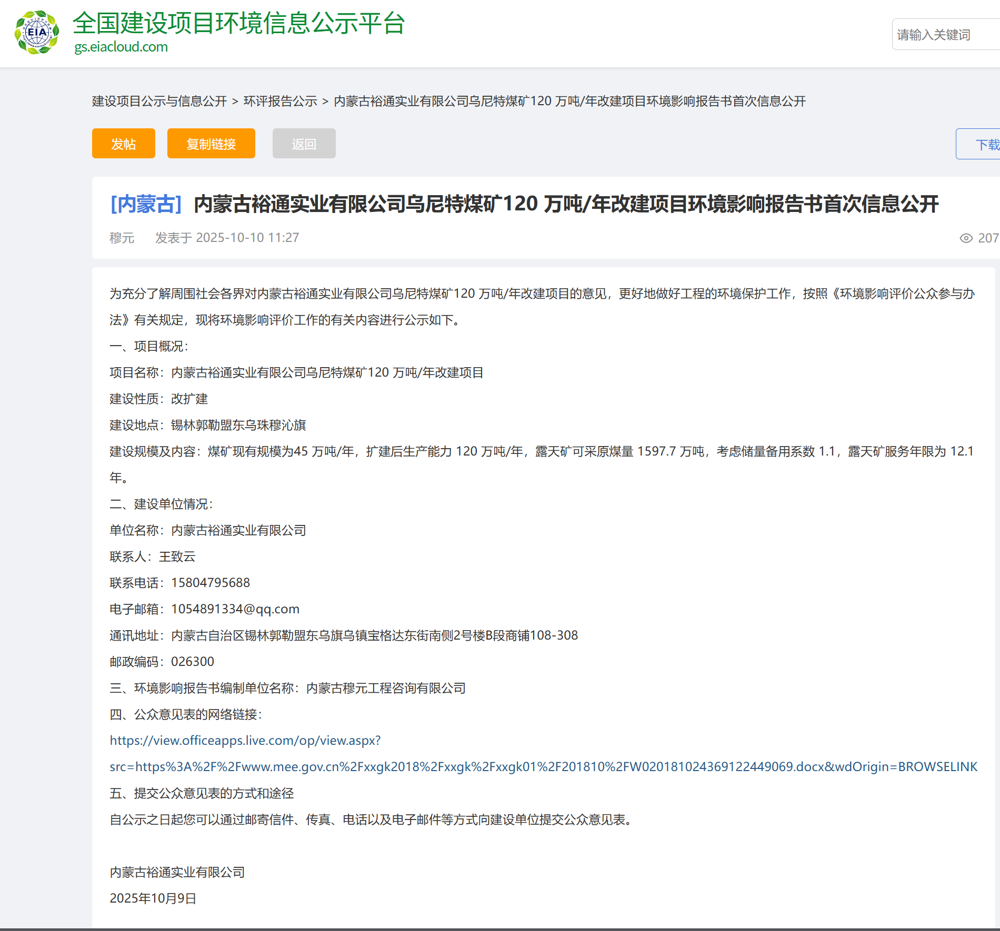 EIA
全国建设项目环境信息公示平台
gs.eiacloud.com
请输入关键词
建设项目公示与信息公开 > 环评报告公示 > 内蒙古裕通实业有限公司乌尼特煤矿120 万吨/年改建项目环境影响报告书首次信息公开
发帖
复制链接
返回
下载
[内蒙古] 内蒙古裕通实业有限公司乌尼特煤矿120 万吨/年改建项目环境影响报告书首次信息公开
穆元 发表于 2025-10-10 11:27
207
为充分了解周围社会各界对内蒙古裕通实业有限公司乌尼特煤矿120 万吨/年改建项目的意见，更好地做好工程的环境保护工作，按照《环境影响评价公众参与办
法》有关规定，现将环境影响评价工作的有关内容进行公示如下。
一、项目概况：
项目名称：内蒙古裕通实业有限公司乌尼特煤矿120 万吨/年改建项目
建设性质：改扩建
建设地点：锡林郭勒盟东乌珠穆沁旗
建设规模及内容：煤矿现有规模为45 万吨/年，扩建后生产能力 120 万吨/年，露天矿可采原煤量 1597.7 万吨，考虑储量备用系数 1.1，露天矿服务年限为 12.1
年。
二、建设单位情况：
单位名称：内蒙古裕通实业有限公司
联系人：王致云
联系电话：15804795688
电子邮箱：1054891334@qq.com
通讯地址：内蒙古自治区锡林郭勒盟东乌旗乌镇宝格达东街南侧2号楼B段商铺108-308
邮政编码：026300
三、环境影响报告书编制单位名称：内蒙古穆元工程咨询有限公司
四、公众意见表的网络链接：
https://view.officeapps.live.com/op/view.aspx?
src=https%3A%2F%2Fwww.mee.gov.cn%2Fxxgk2018%2Fxxgk%2Fxxgk01%2F201810%2FW020181024369122449069.docx&wdOrigin=BROWSELINK
五、提交公众意见表的方式和途径
自公示之日起您可以通过邮寄信件、传真、电话以及电子邮件等方式向建设单位提交公众意见表。
内蒙古裕通实业有限公司
2025年10月9日